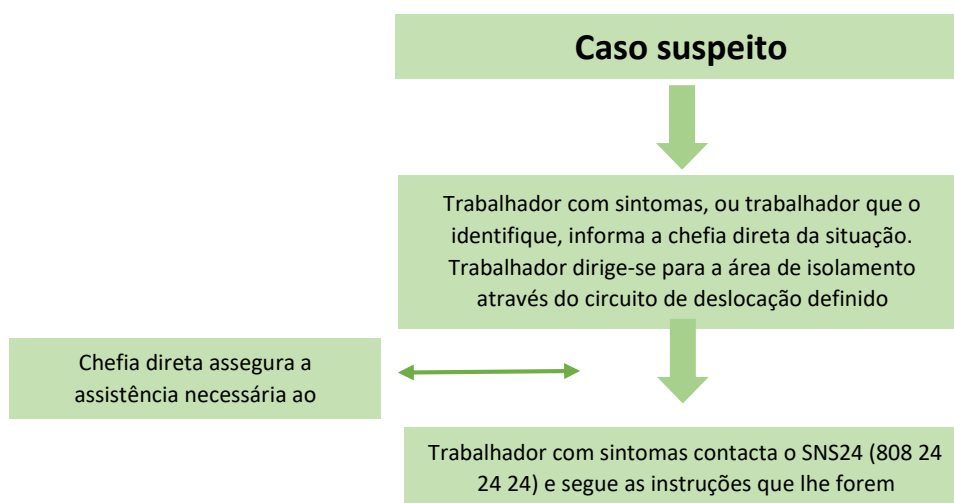 Caso suspeito
Trabalhador com sintomas, ou trabalhador que o
identifique, informa a chefia direta da situação.
Trabalhador dirige-se para a área de isolamento
através do circuito de deslocação definido
Chefia direta assegura a
assistência necessária ao
Trabalhador com sintomas contacta o SNS24 (808 24
24 24) e segue as instruções que lhe forem